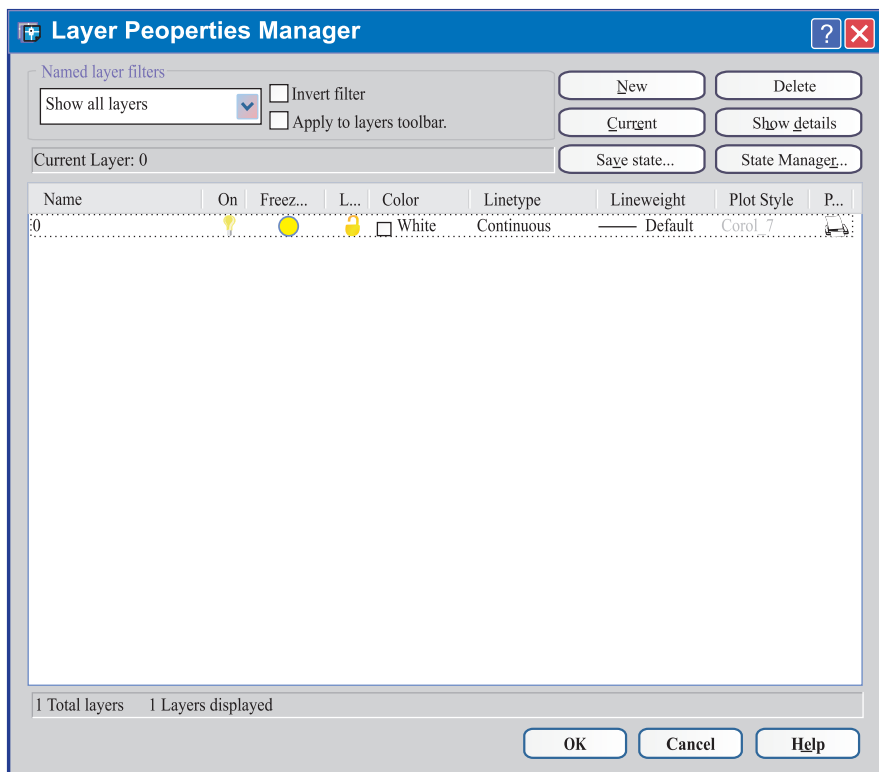 Layer Peoperties Manager
?
Named layer filters
Show all layers
Invert filter
Apply to layers toolbar.
New
Delete
Current
Show details
Current Layer: 0
Save state...
State Manager...
Name On Freez... L... Color Linetype Lineweight Plot Style P...
0 White Continuous Default Corol_7
1 Total layers 1 Layers displayed
OK Cancel Help